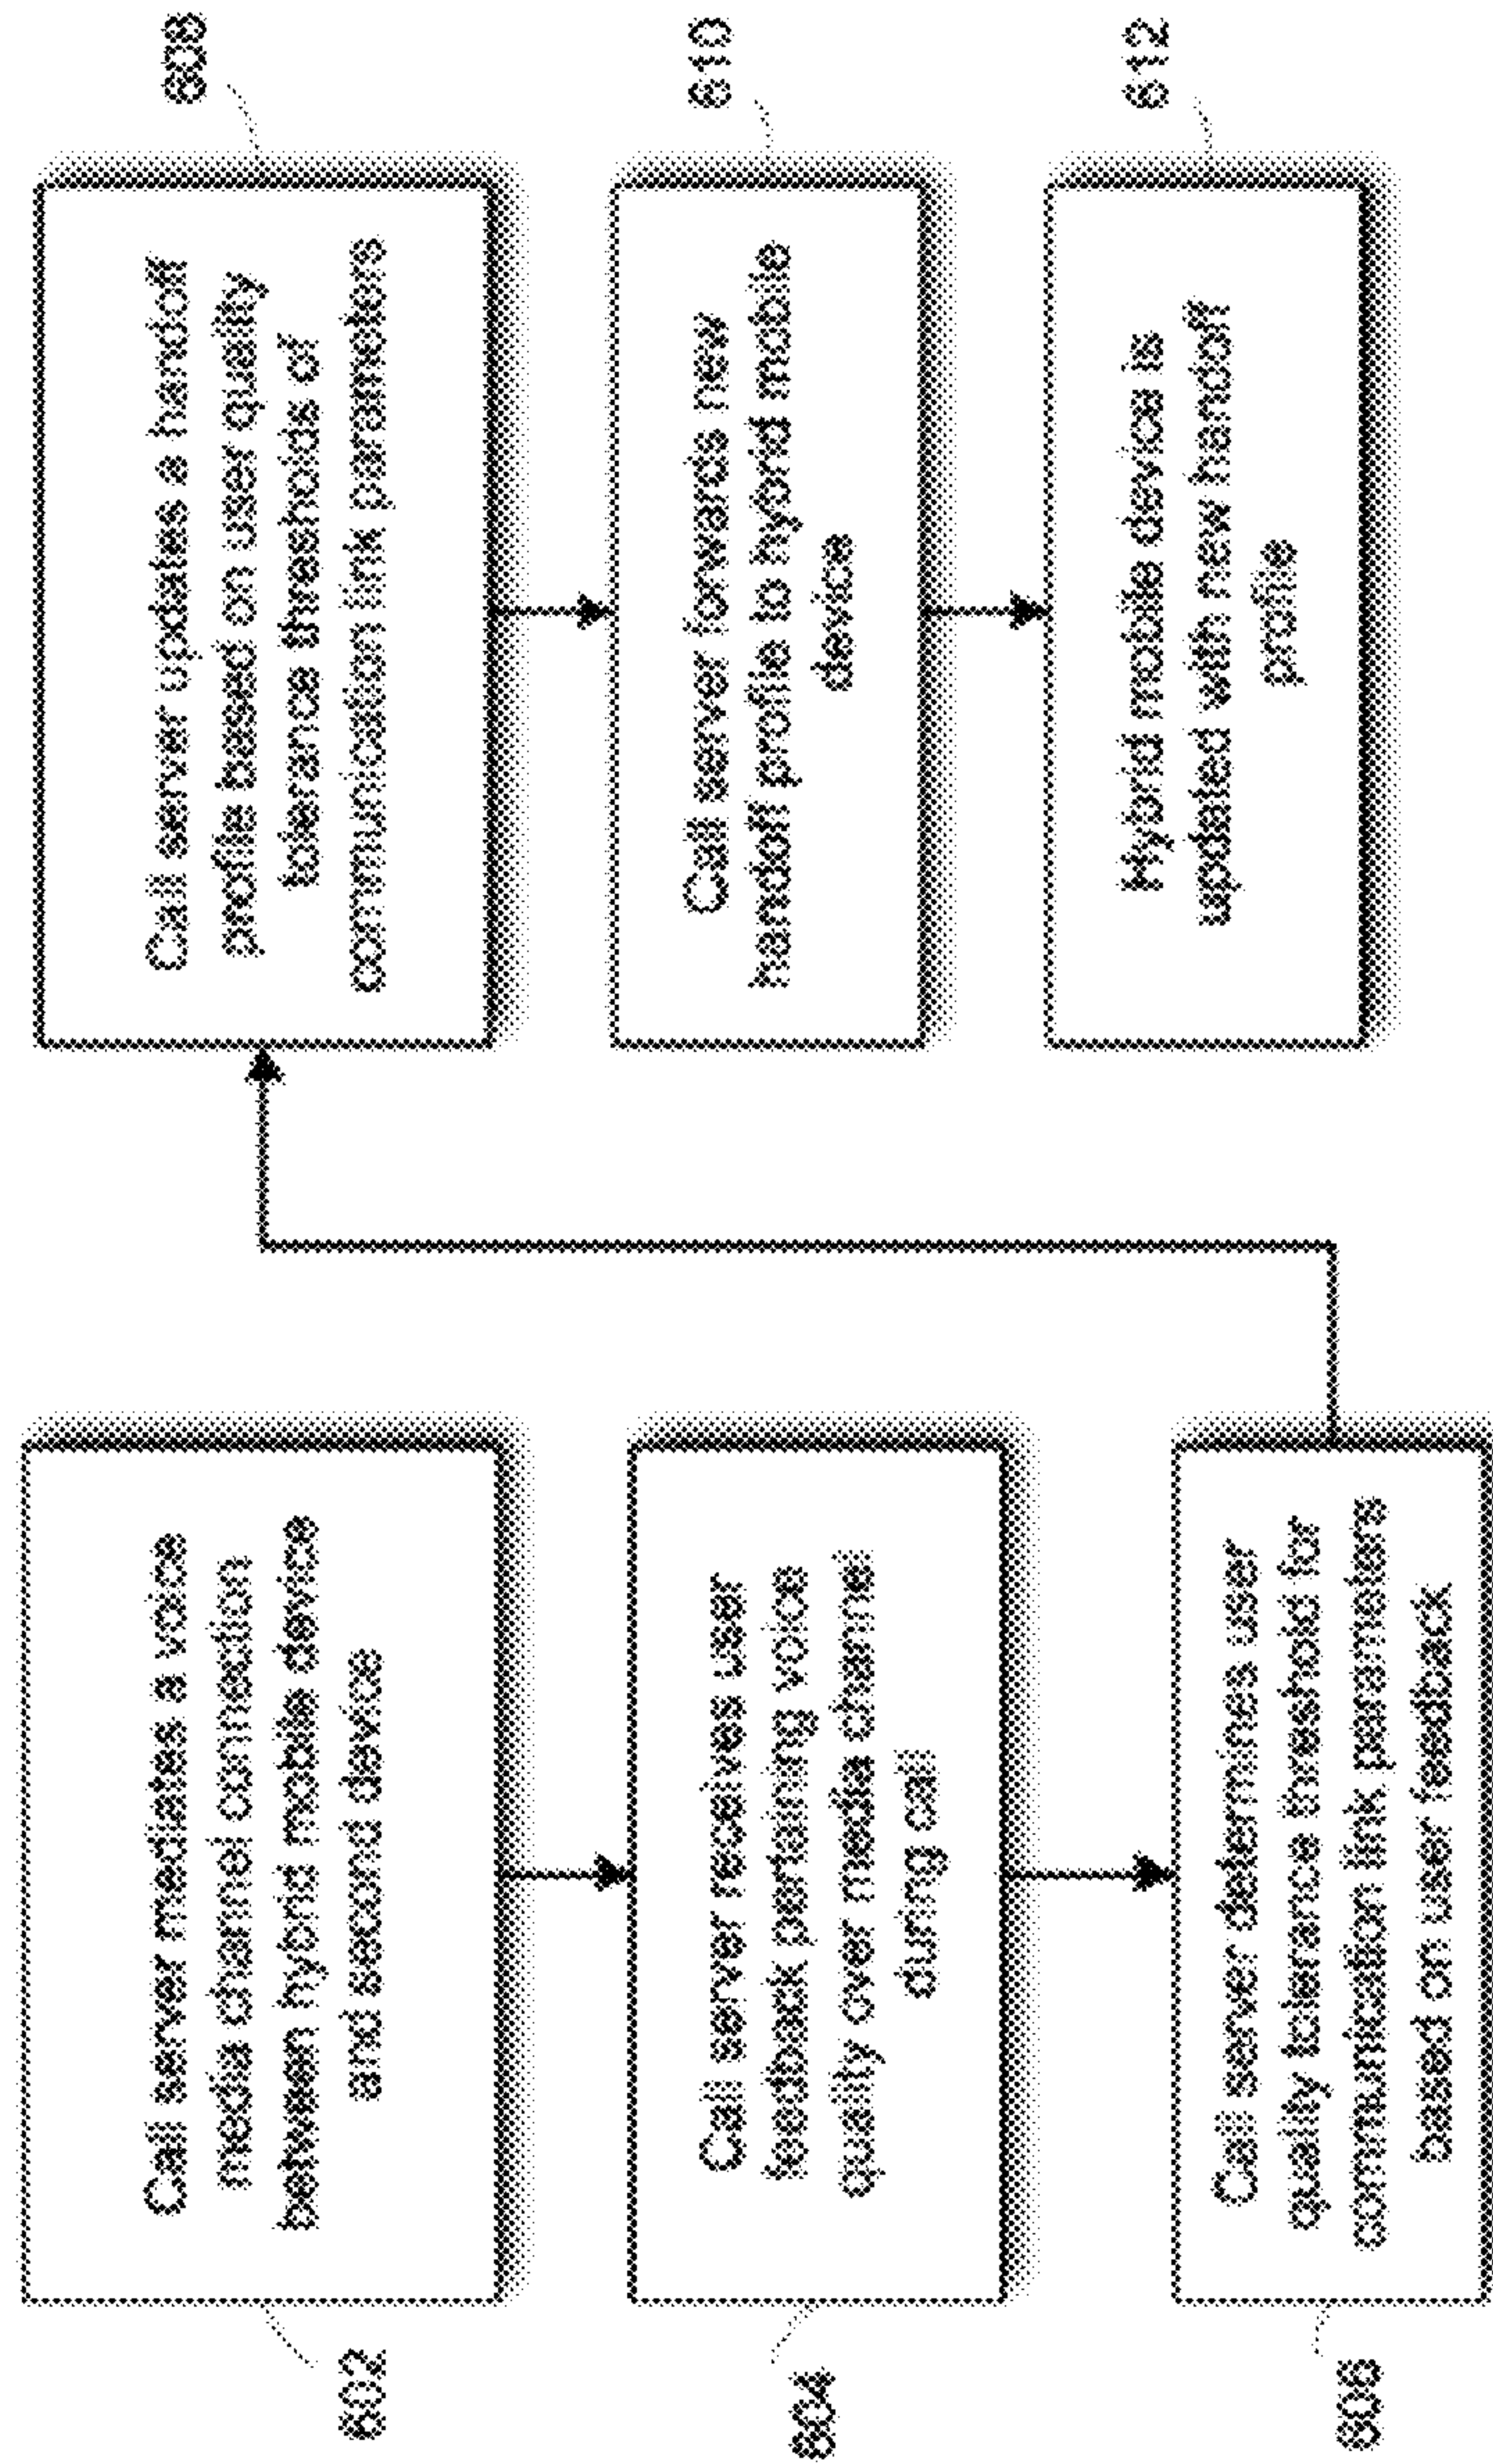 602
Call server mediates a voice
media channel connection
between hybrid mobile device
and second device
604
Call server receives user
feedback pertaining voice
quality over media channel
during call
606
Call server determines user
quality tolerance threshold for
communication link parameters
based on user feedback
608
Call server updates a handoff
profile based on user quality
tolerance thresholds of
communication link parameters
610
Call server forwards new
handoff profile to hybrid mobile
device
612
Hybrid mobile device is
updated with new handoff
profile